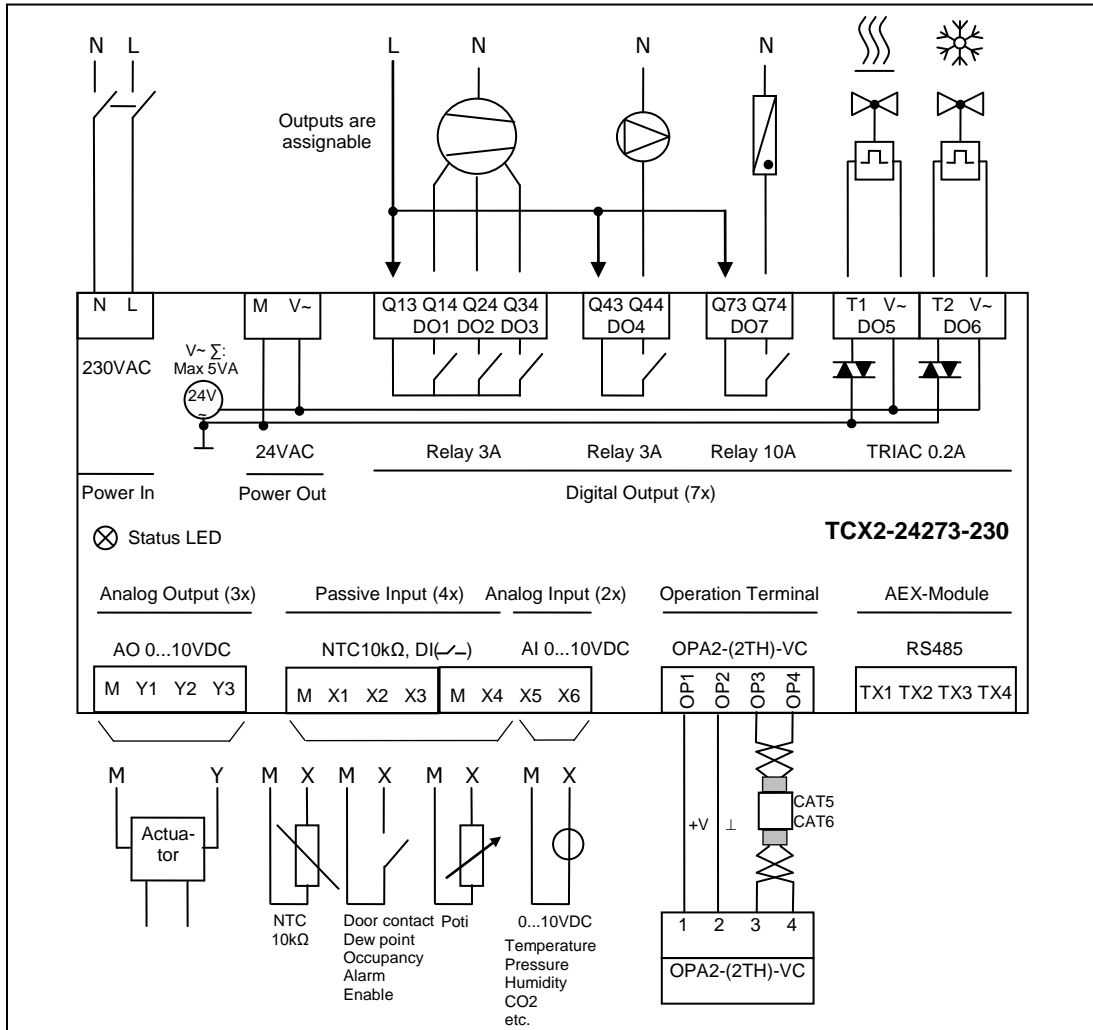 N L L N N N
Outputs are
assignable
N L M V~ Q13 Q14 Q24 Q34 Q43 Q44 Q73 Q74 T1 V~ T2 V~
DO1 DO2 DO3 DO4 DO7 DO5 DO6
230VAC
V~ ∑:
Max 5VA
24V
~
24VAC Relay 3A Relay 3A Relay 10A TRIAC 0.2A
Power In Power Out Digital Output (7x)
Status LED
TCX2-24273-230
Analog Output (3x) Passive Input (4x) Analog Input (2x) Operation Terminal AEX-Module
AO 0...10VDC NTC10kΩ, DI( ) AI 0...10VDC OPA2-(2TH)-VC RS485
M Y1 Y2 Y3 M X1 X2 X3 M X4 X5 X6 OP1 OP2 OP3 OP4 TX1 TX2 TX3 TX4
M Y M X M X M X M X
Actua-
tor
+V ⊥
CAT5
CAT6
NTC
10kΩ
Door contact
Dew point
Occupancy
Alarm
Enable
Poti
0...10VDC
Temperature
Pressure
Humidity
CO2
etc.
1 2 3 4
OPA2-(2TH)-VC